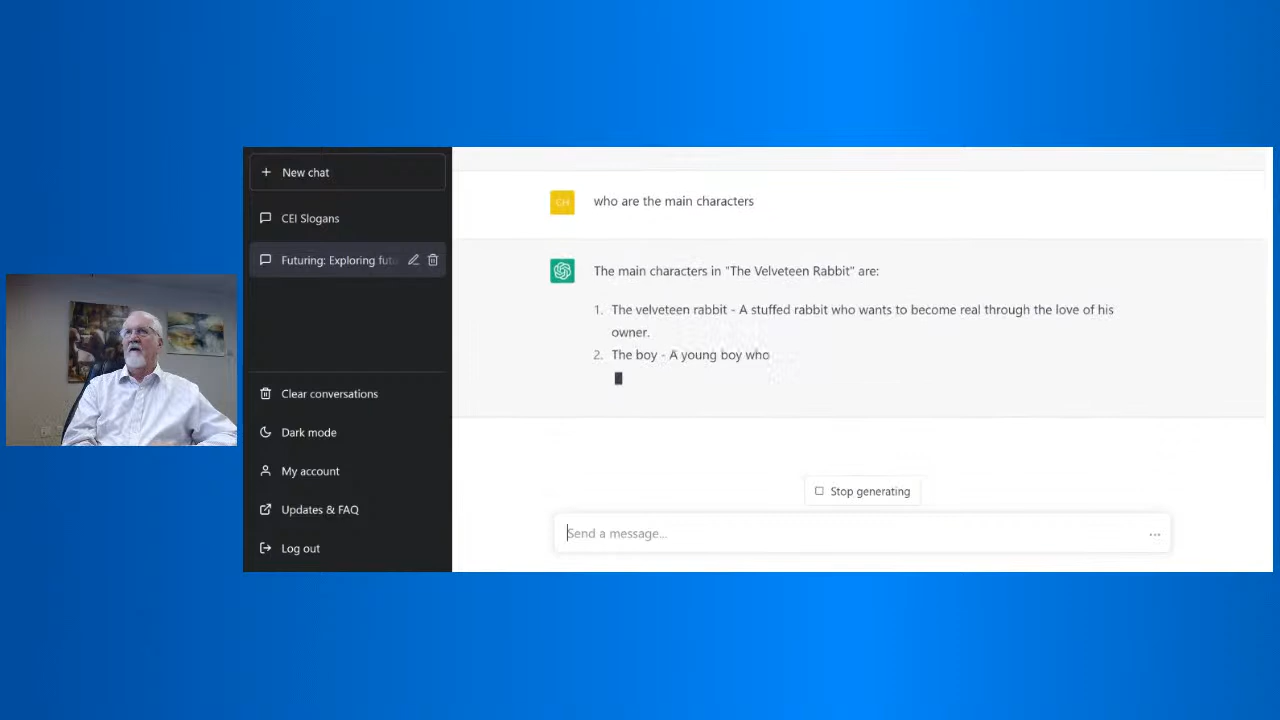 New chat
CEI Slogans
Futuring: Exploring futu
Clear conversations
Dark mode
My account
Updates & FAQ
Log out
CH
who are the main characters
The main characters in "The Velveteen Rabbit" are:
1. The velveteen rabbit - A stuffed rabbit who wants to become real through the love of his
owner.
2. The boy - A young boy who
Stop generating
Send a message...